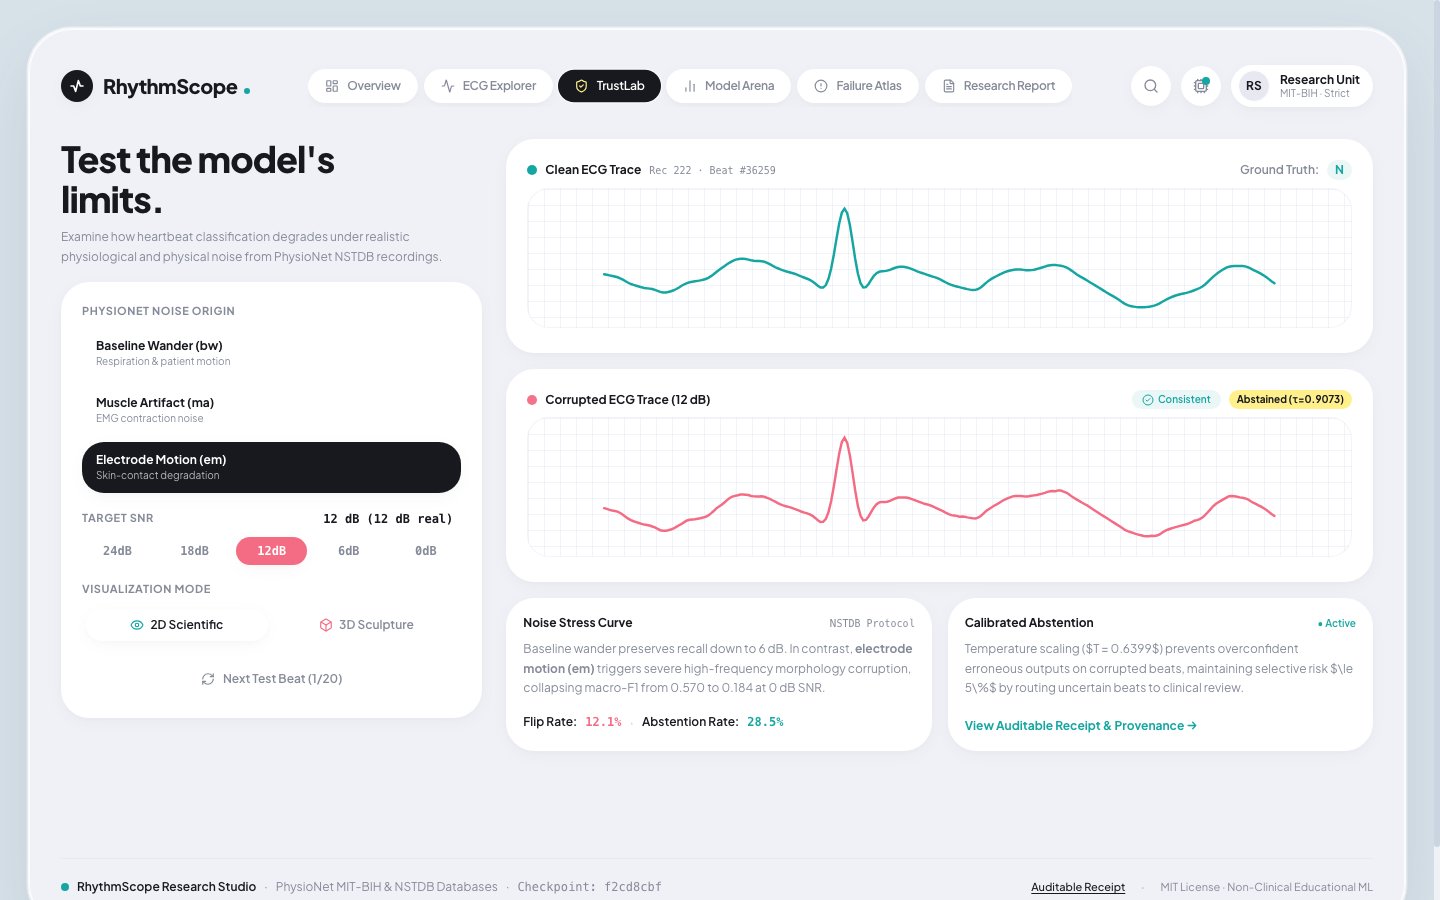 RhythmScope
Overview
ECG Explorer
TrustLab
Model Arena
Failure Atlas
Research Report
RS
Research Unit
MIT-BIH · Strict
Test the model's
limits.
Examine how heartbeat classification degrades under realistic
physiological and physical noise from PhysioNet NSTDB recordings.
PHYSIONET NOISE ORIGIN
Baseline Wander (bw)
Respiration & patient motion
Muscle Artifact (ma)
EMG contraction noise
Electrode Motion (em)
Skin-contact degradation
TARGET SNR
12 dB (12 dB real)
24dB
18dB
12dB
6dB
0dB
VISUALIZATION MODE
2D Scientific
3D Sculpture
Next Test Beat (1/20)
Clean ECG Trace Rec 222 · Beat #36259
Ground Truth: N
Corrupted ECG Trace (12 dB)
Consistent
Abstained (τ=0.9073)
Noise Stress Curve
NSTDB Protocol
Baseline wander preserves recall down to 6 dB. In contrast, electrode
motion (em) triggers severe high-frequency morphology corruption,
collapsing macro-F1 from 0.570 to 0.184 at 0 dB SNR.
Flip Rate: 12.1% · Abstention Rate: 28.5%
Calibrated Abstention
• Active
Temperature scaling ($T = 0.6399$) prevents overconfident
erroneous outputs on corrupted beats, maintaining selective risk $\le
5\%$ by routing uncertain beats to clinical review.
View Auditable Receipt & Provenance →
RhythmScope Research Studio · PhysioNet MIT-BIH & NSTDB Databases · Checkpoint: f2cd8cbf
Auditable Receipt · MIT License · Non-Clinical Educational ML